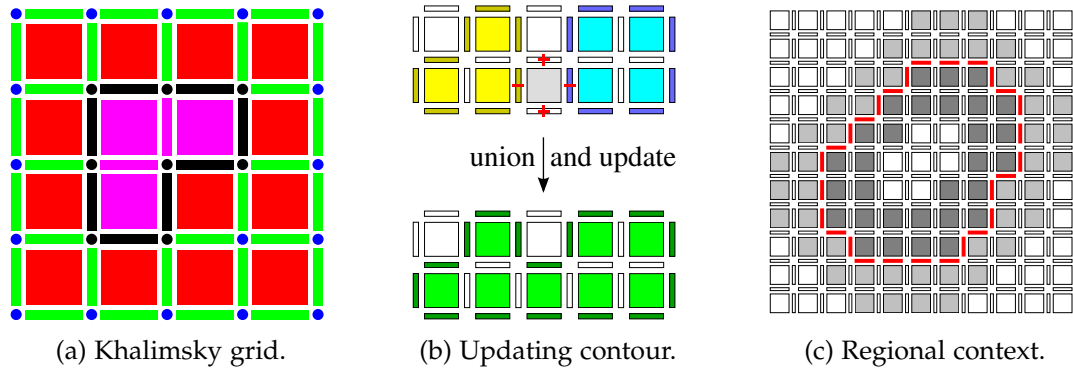 union and update
(a) Khalimsky grid.
(b) Updating contour.
(c) Regional context.